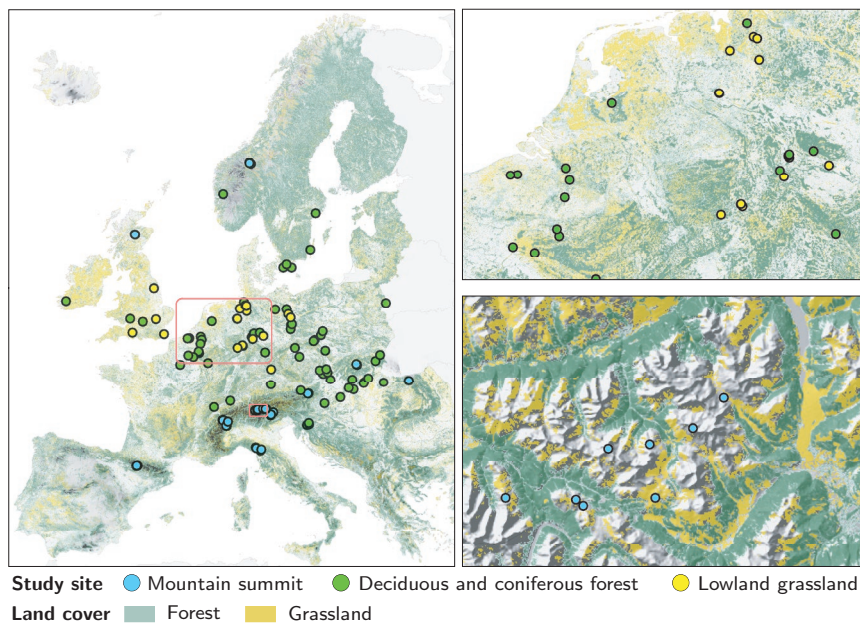 Study site Mountain summit Deciduous and coniferous forest Lowland grassland
Land cover Forest Grassland